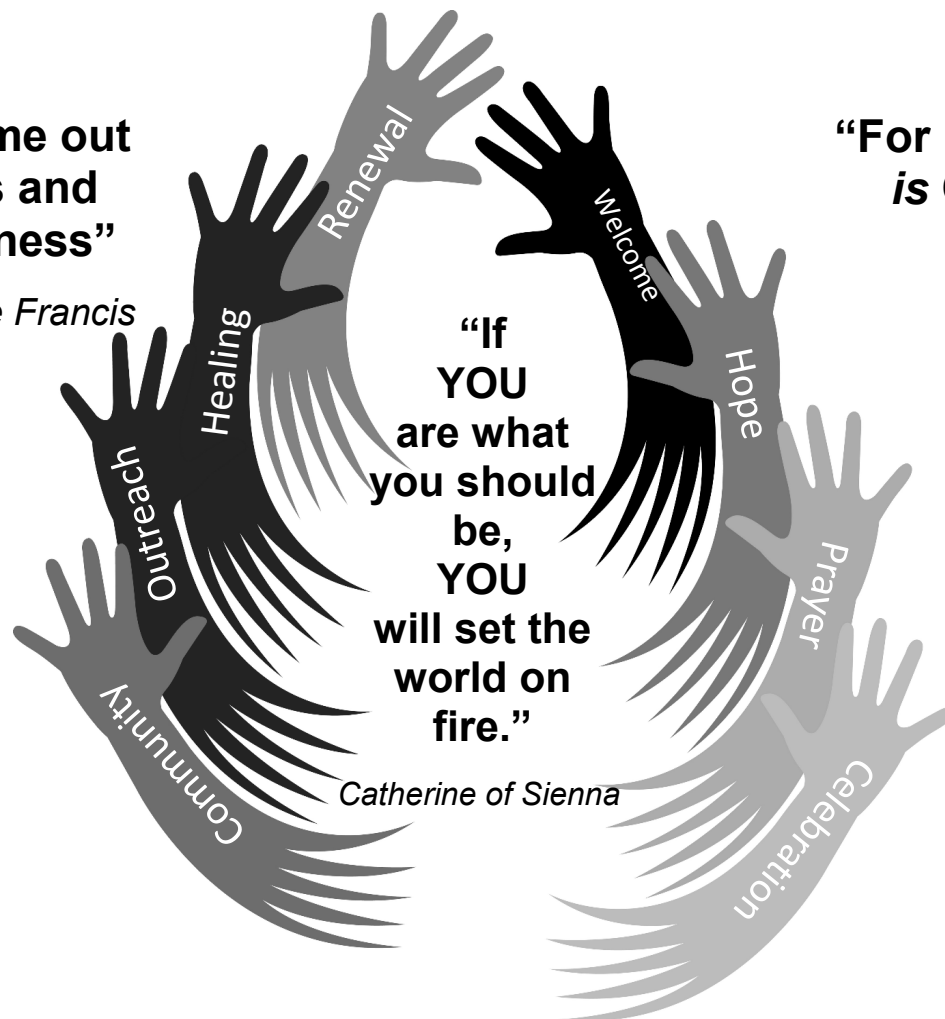 me out
and
ness"
Francis
"For
is
Renewal
Welcome
Healing
Hope
Outreach
Prayer
Community
Celebration
"If
YOU
are what
you should
be,
YOU
will set the
world on
fire."
Catherine of Sienna